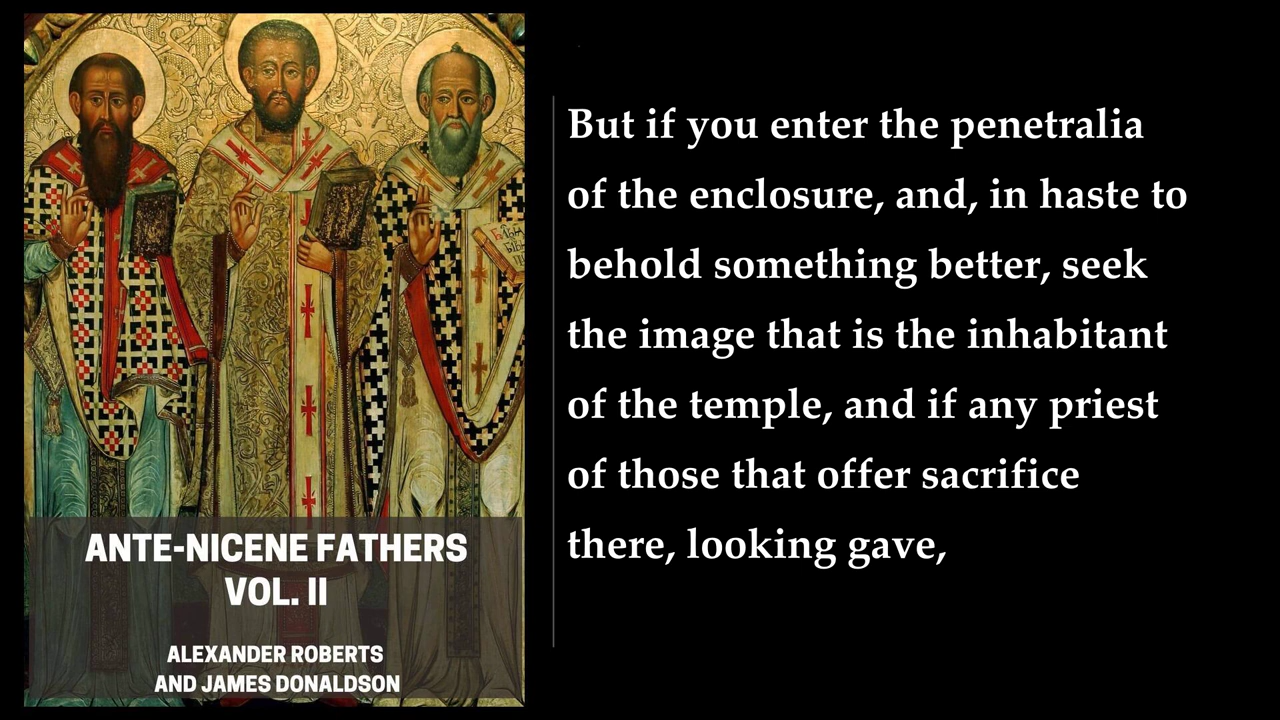 ANTE-NICENE FATHERS
VOL. II
ALEXANDER ROBERTS
AND JAMES DONALDSON
But if you enter the penetralia
of the enclosure, and, in haste to
behold something better, seek
the image that is the inhabitant
of the temple, and if any priest
of those that offer sacrifice
there, looking gave,